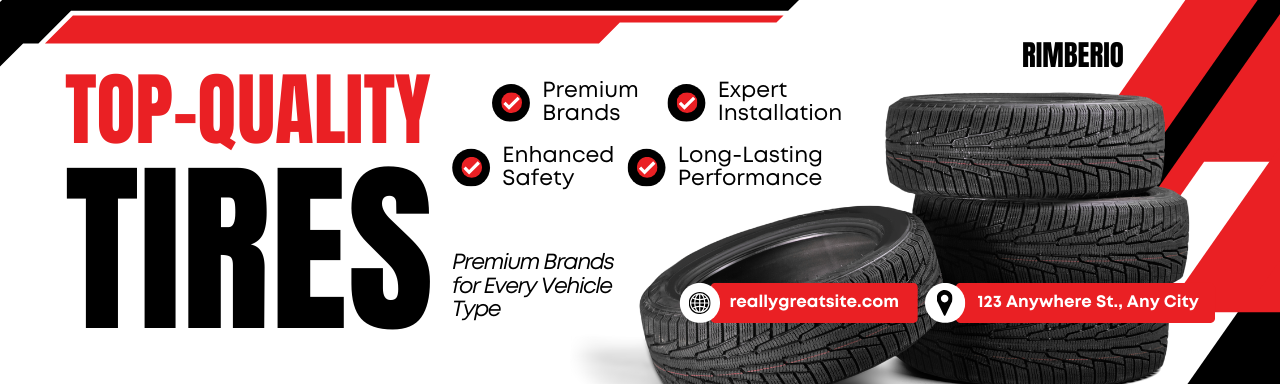 RIMBERIO
TOP-QUALITY
TIRES
Premium
Brands
Expert
Installation
Enhanced
Safety
Long-Lasting
Performance
Premium Brands
for Every Vehicle
Type
reallygreatsite.com
123 Anywhere St., Any City